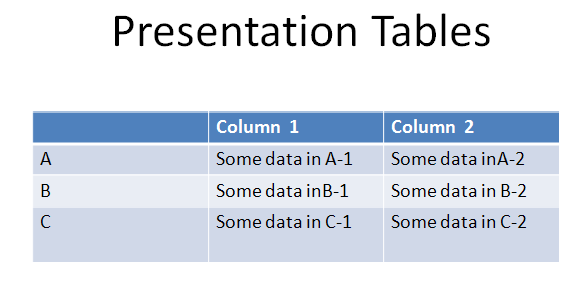 Presentation Tables
Column 1 Column 2
A Some data in A-1 Some data inA-2
B Some data inB-1 Some data in B-2
C Some data in C-1 Some data in C-2